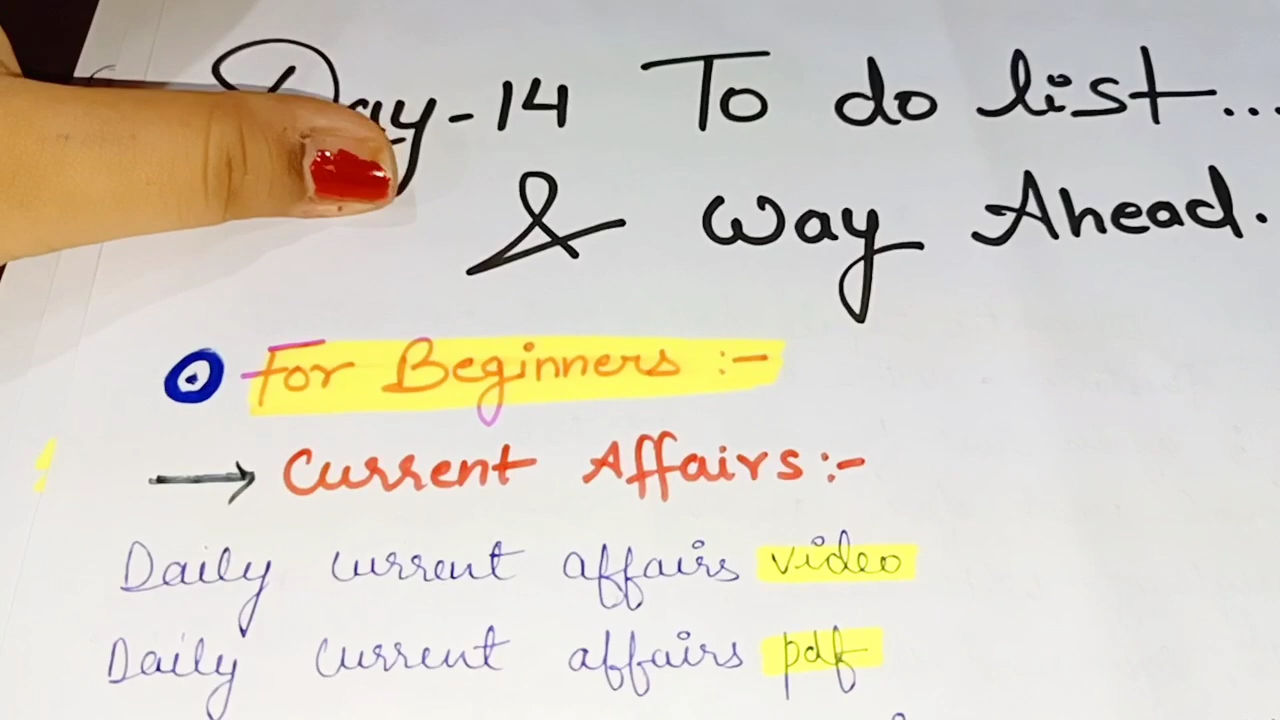 Day-14 To do list...
& Way Ahead.
For Beginners :-
Current Affairs :-
Daily current affairs video
Daily current affairs pdf